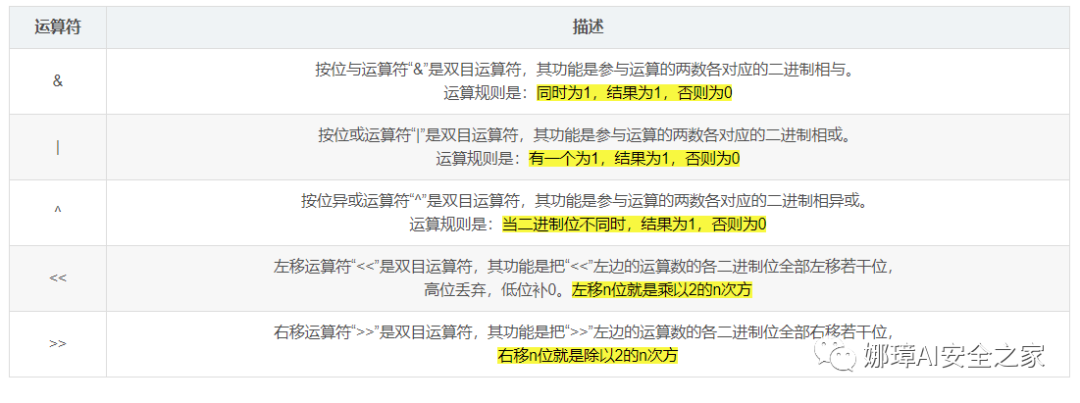 运算符 描述
&
按位与运算符“&”是双目运算符，其功能是参与运算的两数各对应的二进制相与。
运算规则是：同时为1，结果为1，否则为0
|
按位或运算符“|”是双目运算符，其功能是参与运算的两数各对应的二进制相或。
运算规则是：有一个为1，结果为1，否则为0
^
按位异或运算符“^”是双目运算符，其功能是参与运算的两数各对应的二进制相异或。
运算规则是：当二进制位不同时，结果为1，否则为0
<<
左移运算符“<<”是双目运算符，其功能是把“<<”左边的运算数的各二进制位全部左移若干位，
高位丢弃，低位补0。左移n位就是乘以2的n次方
>>
右移运算符“>>”是双目运算符，其功能是把“>>”左边的运算数的各二进制位全部右移若干位，
右移n位就是除以2的n次方
娜璋AI安全之家